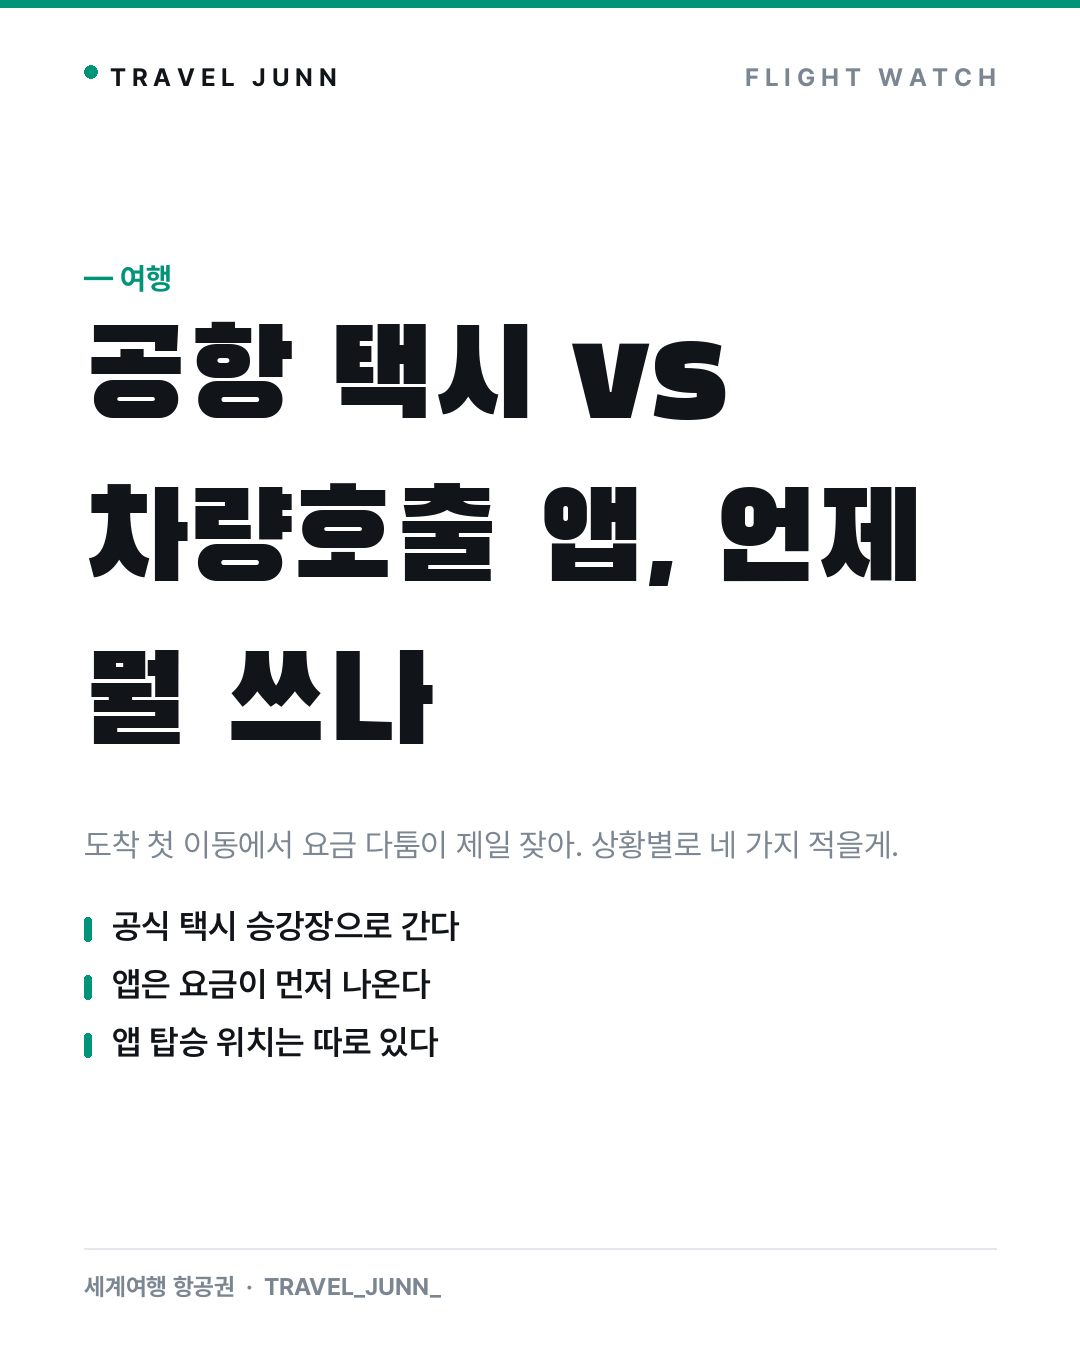 TRAVEL JUNN
FLIGHT WATCH
— 여행
공항 택시 vs
차량호출 앱, 언제
뭘 쓰나
도착 첫 이동에서 요금 다툼이 제일 잦아. 상황별로 네 가지 적을게.
공식 택시 승강장으로 간다
앱은 요금이 먼저 나온다
앱 탑승 위치는 따로 있다
세계여행 항공권 · TRAVEL_JUNN_